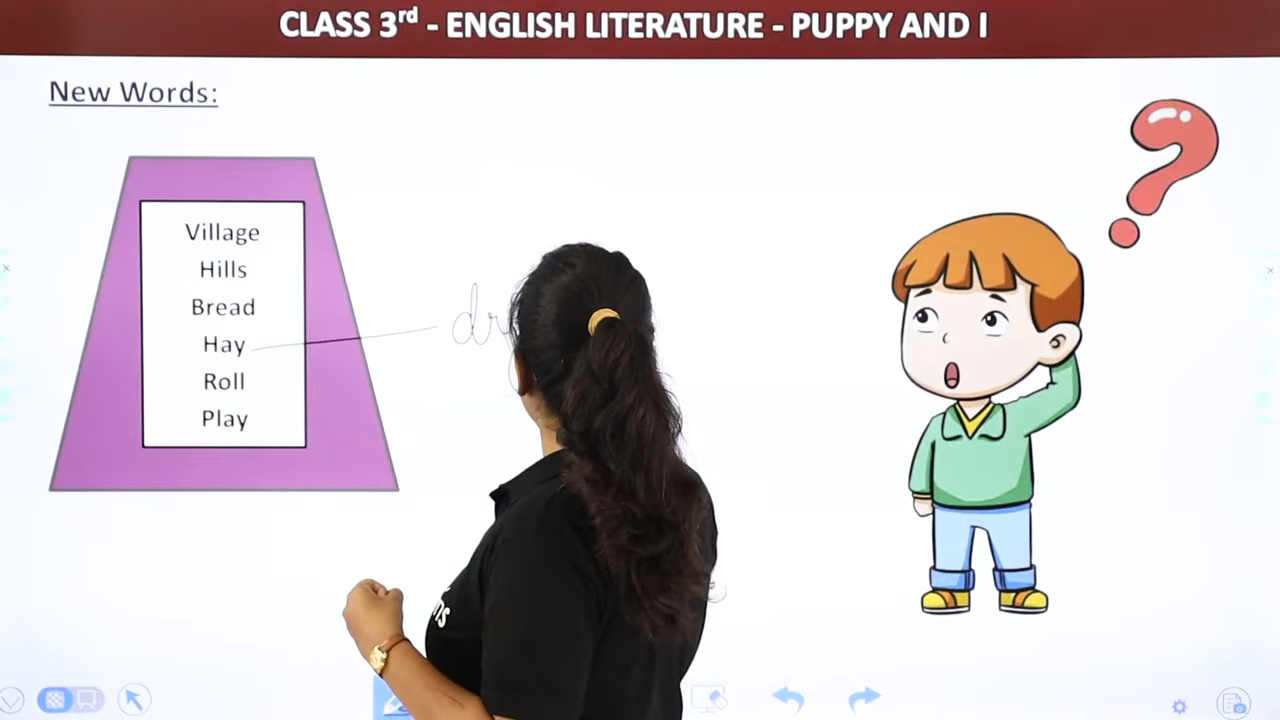 CLASS 3rd - ENGLISH LITERATURE - PUPPY AND I
New Words:
Village
Hills
Bread
Hay
Roll
Play